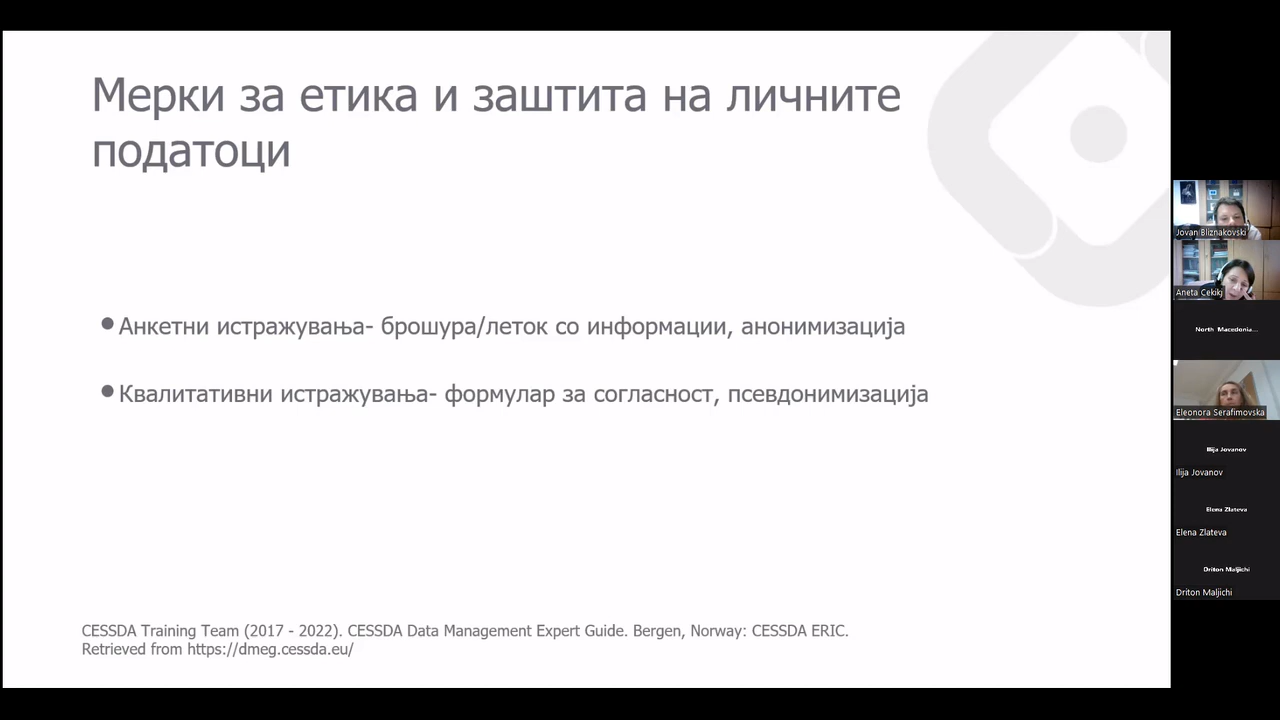 Мерки за етика и заштита на личните
податоци
Анкетни истражувања- брошура/леток со информации, анонимизација
Квалитативни истражувања- формулар за согласност, псевдонимизација
CESSDA Training Team (2017 - 2022). CESSDA Data Management Expert Guide. Bergen, Norway: CESSDA ERIC.
Retrieved from https://dmeg.cessda.eu/
Jovan Bliznakovski
Aneta Cekikj
North Macedonia...
Eleonora Serafimovska
Ilija Jovanov
Ilija Jovanov
Elena Zlateva
Elena Zlateva
Driton Maljichi
Driton Maljichi